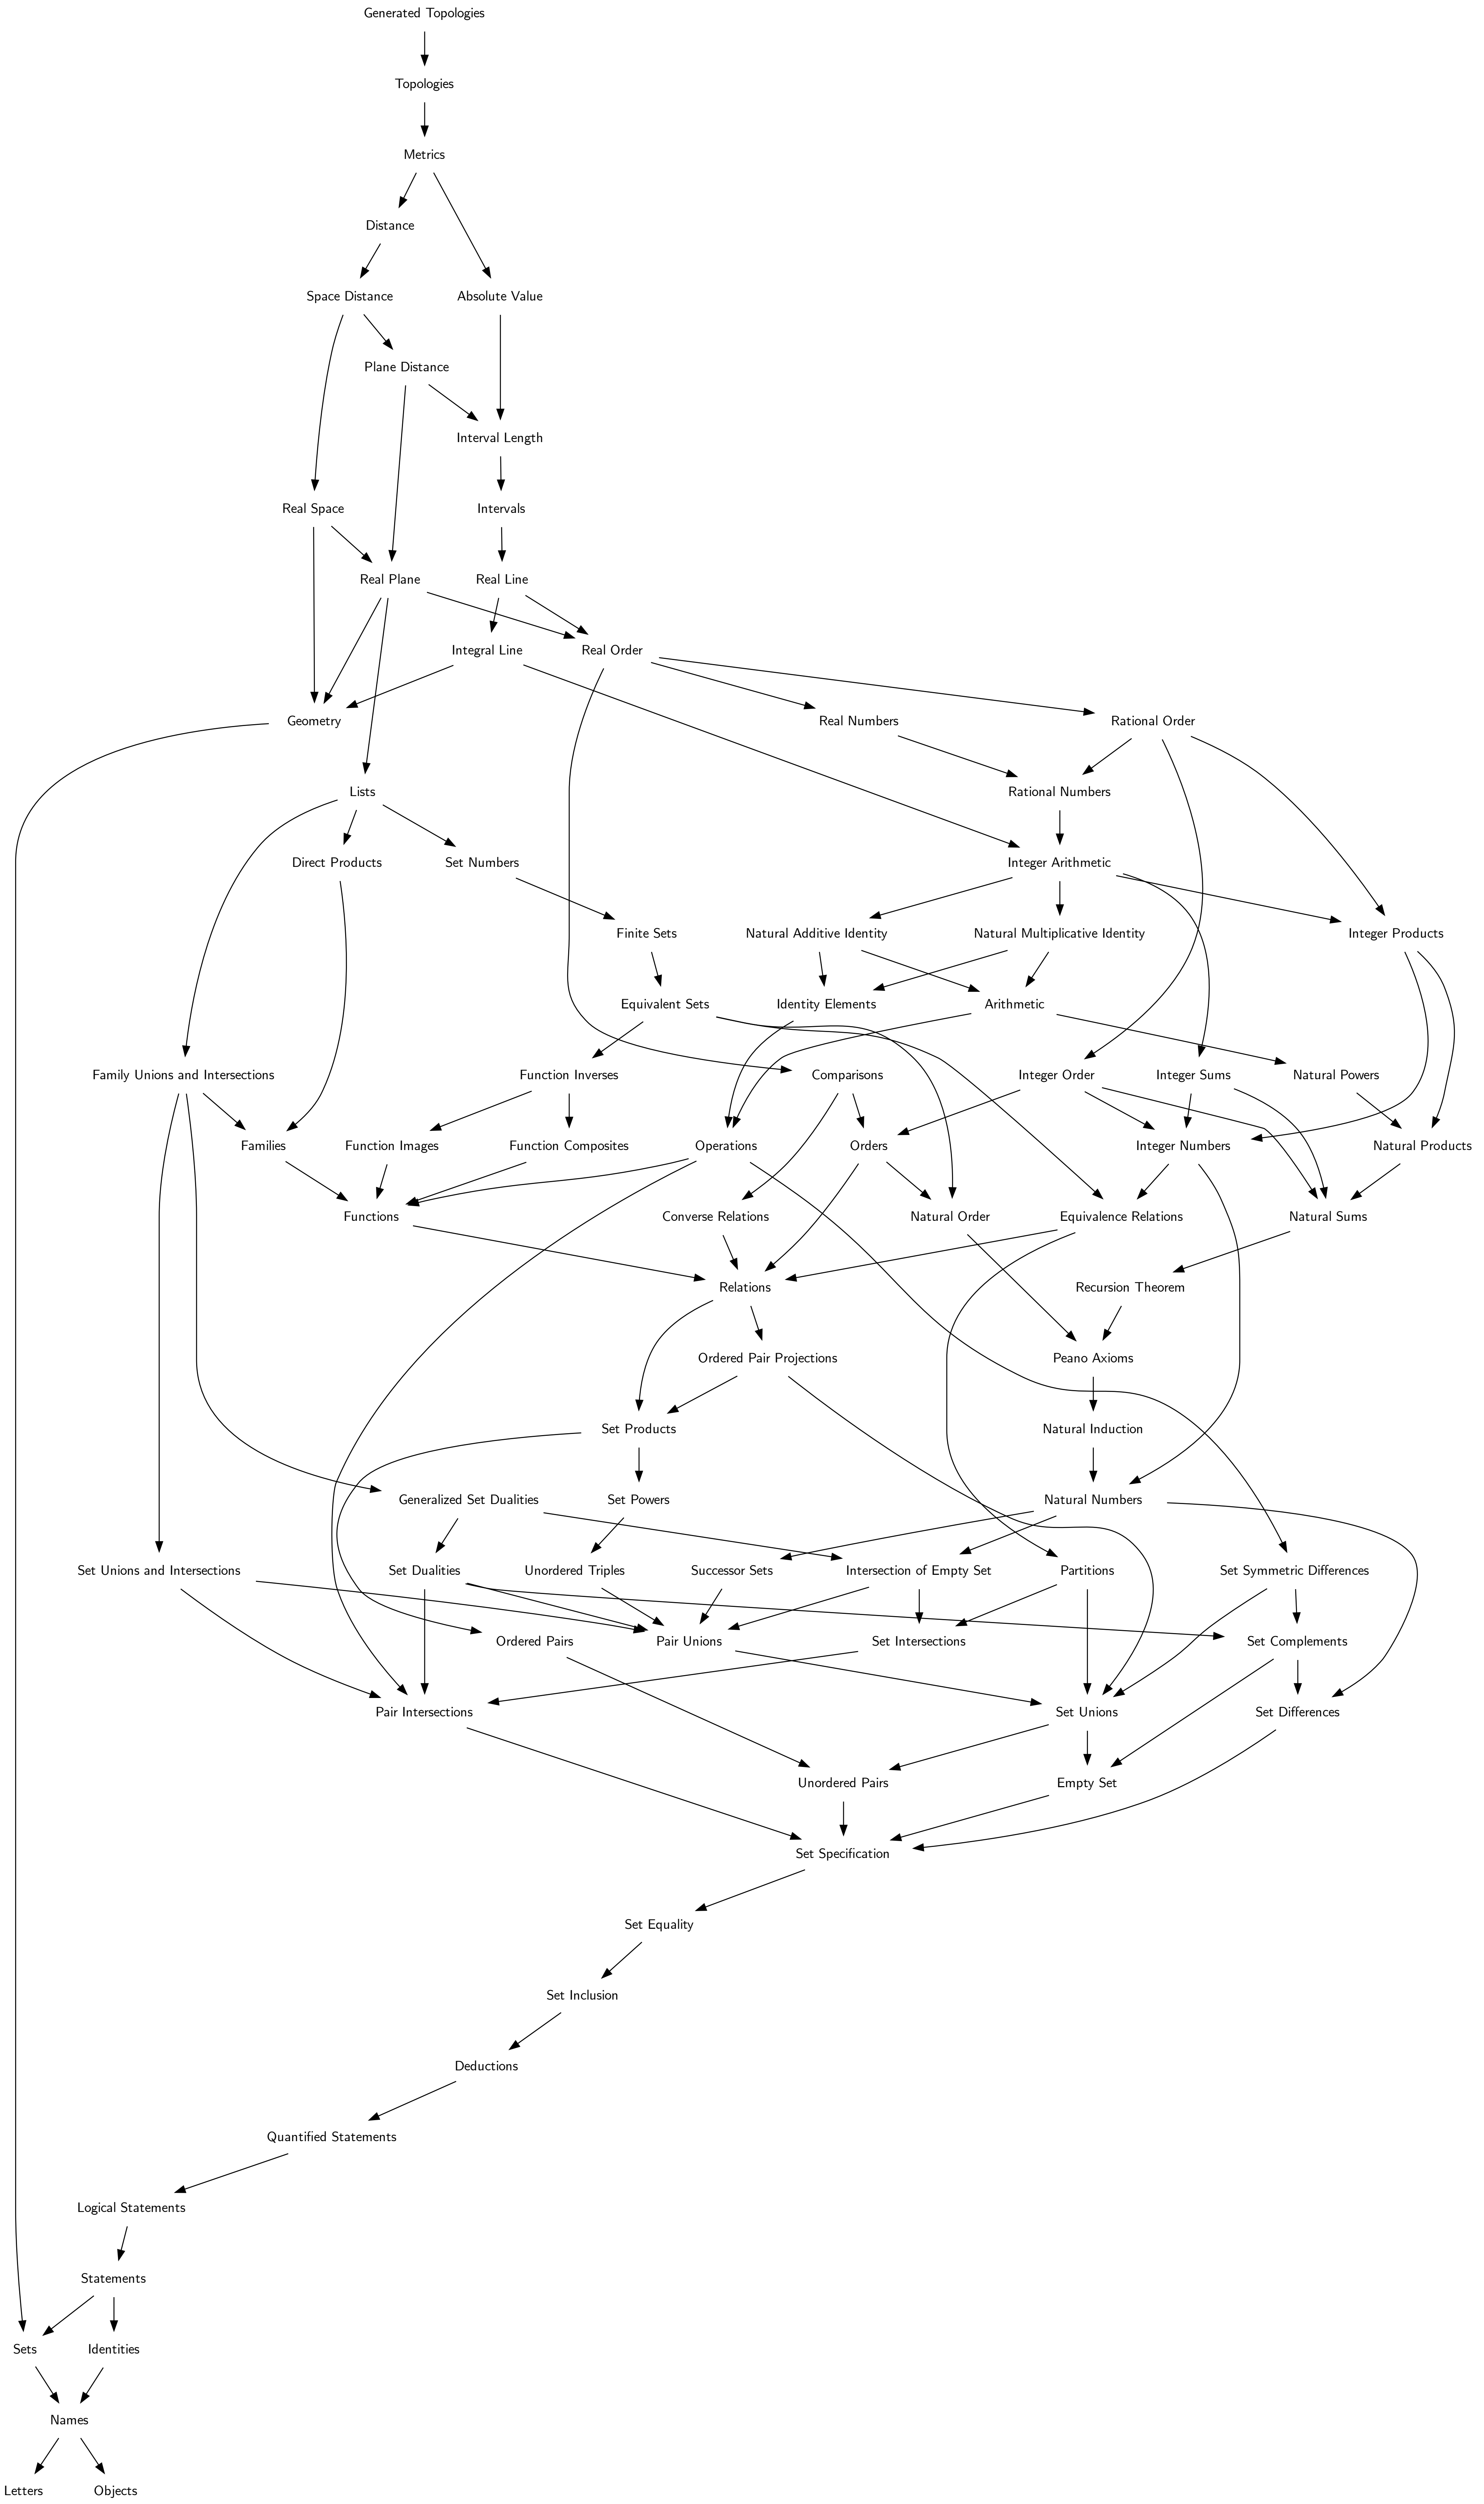 Generated Topologies
Topologies
Metrics
Distance
Space Distance
Absolute Value
Plane Distance
Interval Length
Real Space
Intervals
Real Plane
Real Line
Integral Line
Real Order
Geometry
Real Numbers
Rational Order
Lists
Rational Numbers
Direct Products
Set Numbers
Integer Arithmetic
Finite Sets
Natural Additive Identity
Natural Multiplicative Identity
Integer Products
Equivalent Sets
Identity Elements
Arithmetic
Family Unions and Intersections
Function Inverses
Comparisons
Integer Order
Integer Sums
Natural Powers
Families
Function Images
Function Composites
Operations
Orders
Integer Numbers
Natural Products
Functions
Converse Relations
Natural Order
Equivalence Relations
Natural Sums
Relations
Recursion Theorem
Ordered Pair Projections
Peano Axioms
Set Products
Natural Induction
Generalized Set Dualities
Set Powers
Natural Numbers
Set Unions and Intersections
Set Dualities
Unordered Triples
Successor Sets
Intersection of Empty Set
Partitions
Set Symmetric Differences
Ordered Pairs
Pair Unions
Set Intersections
Set Complements
Pair Intersections
Set Unions
Set Differences
Unordered Pairs
Empty Set
Set Specification
Set Equality
Set Inclusion
Deductions
Quantified Statements
Logical Statements
Statements
Sets
Identities
Names
Letters
Objects